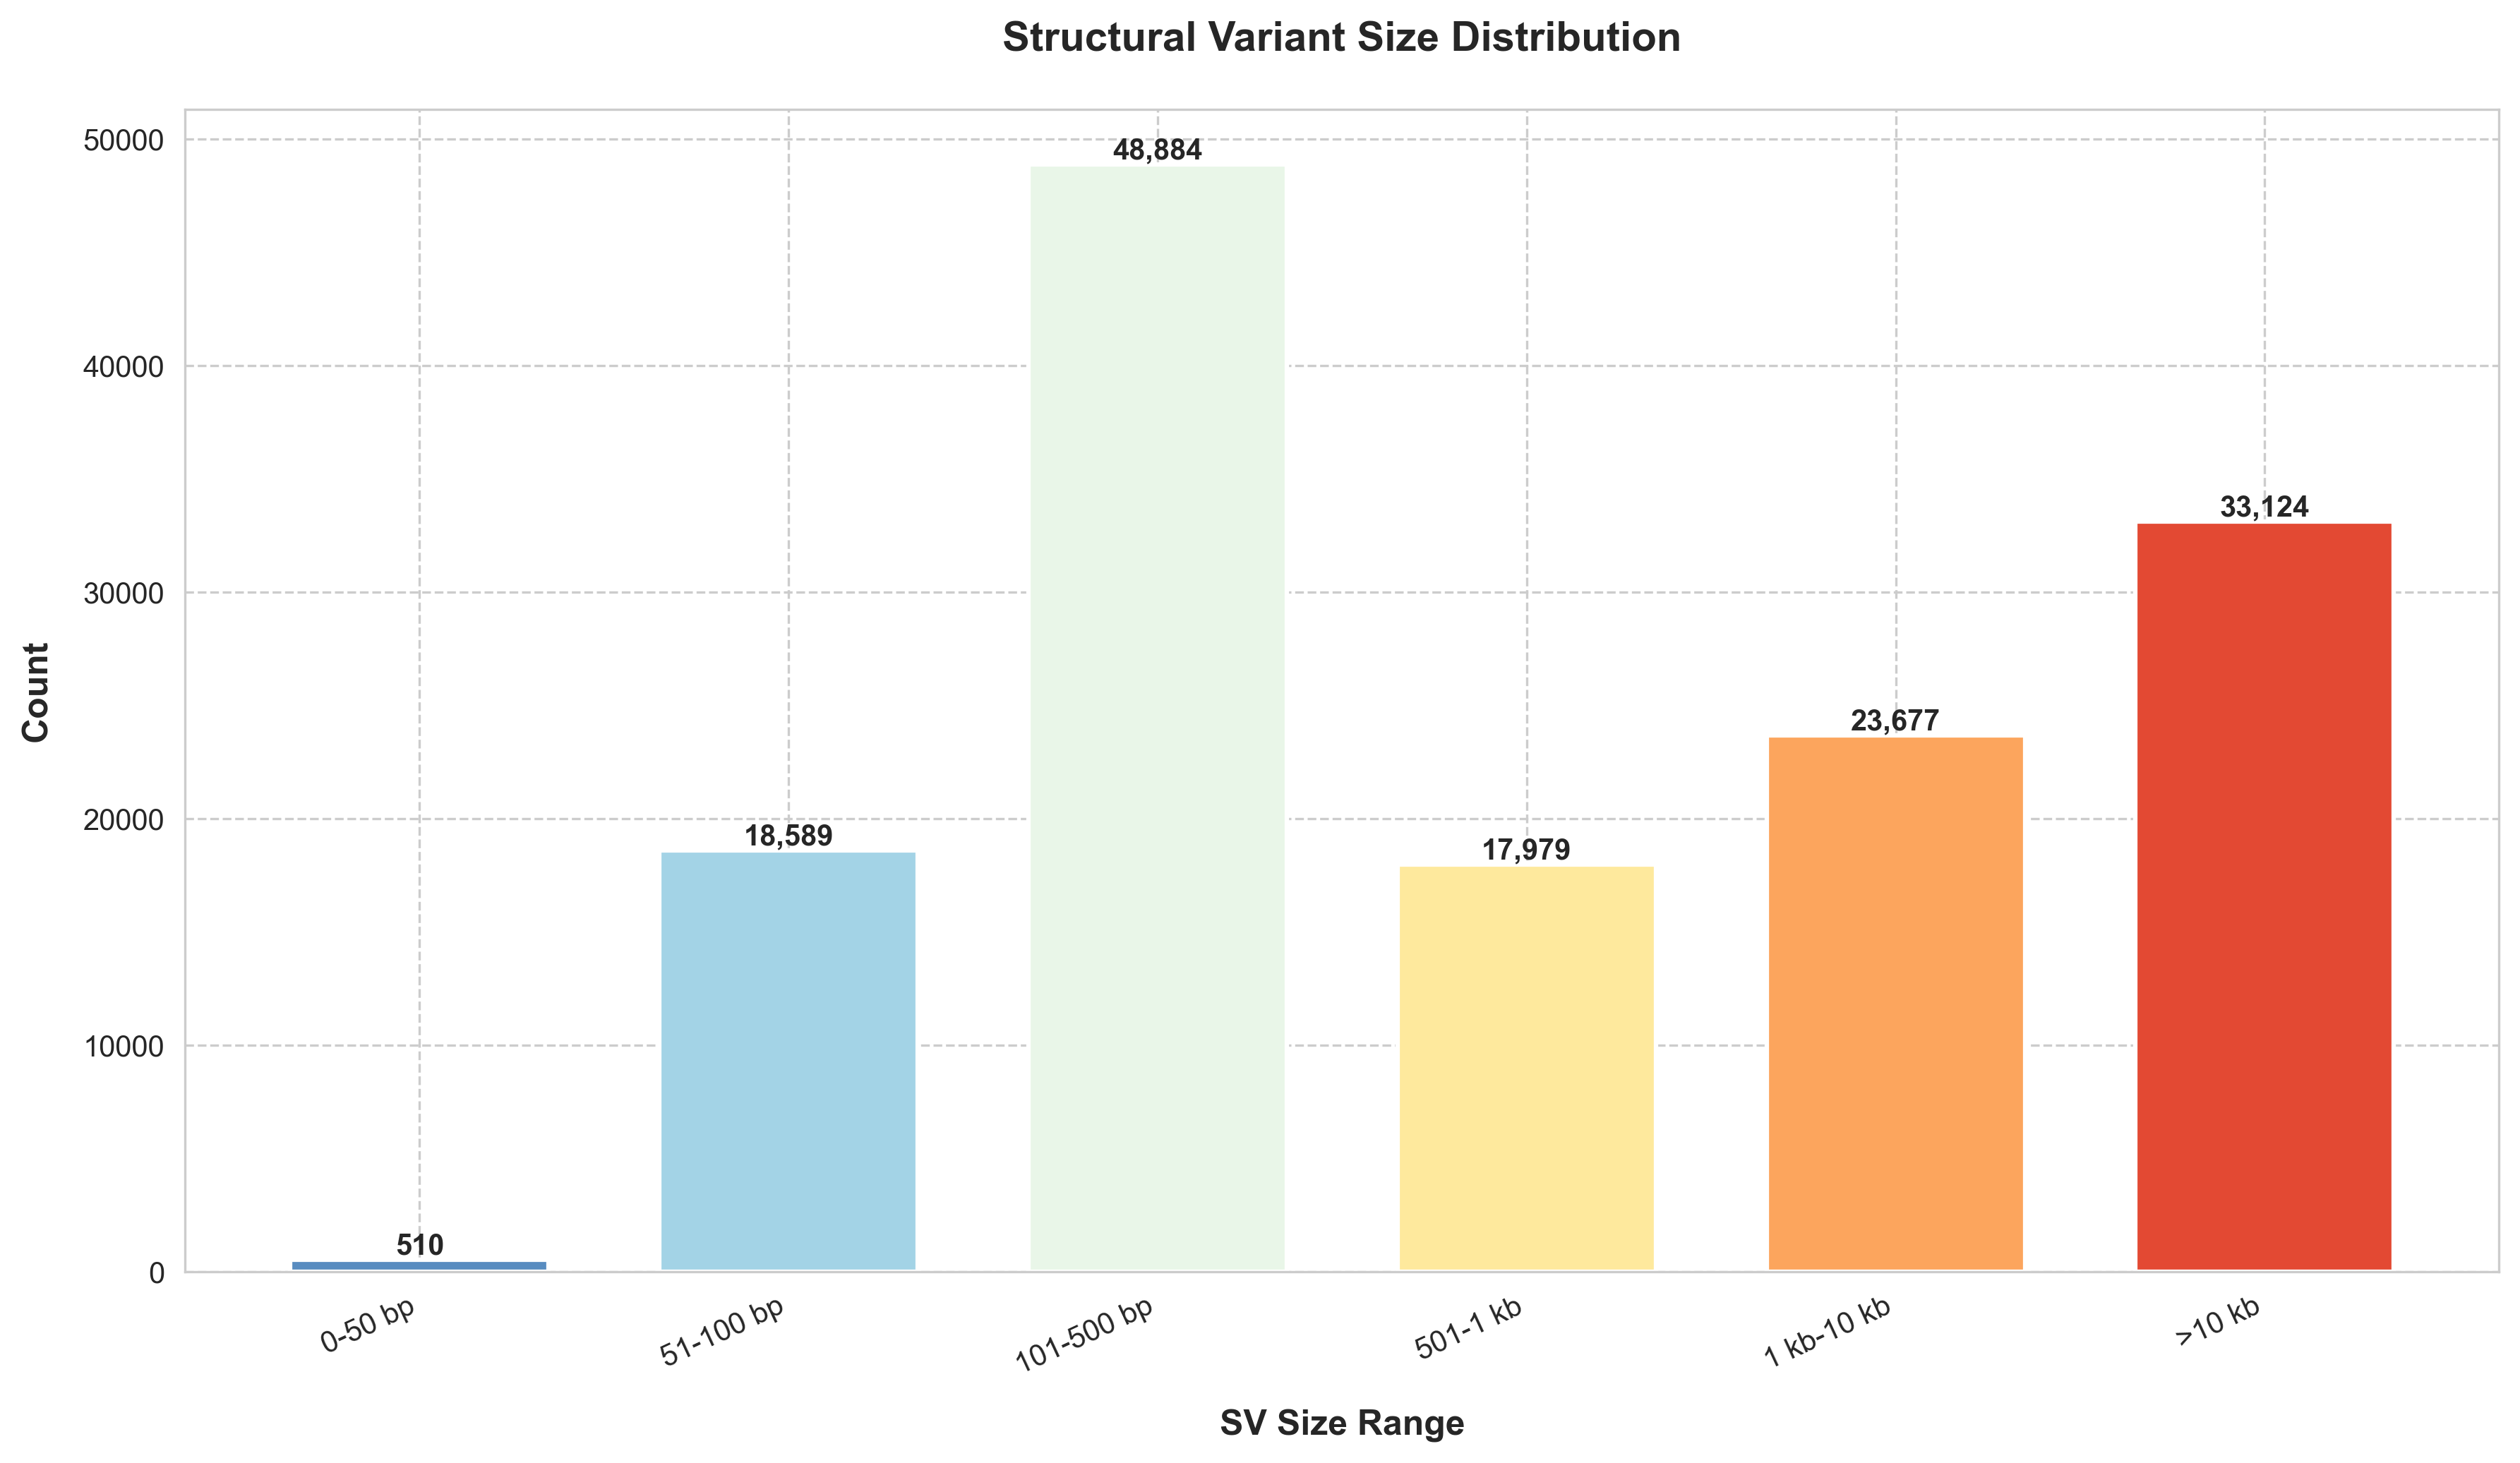 Structural Variant Size Distribution
50000
40000
30000
20000
10000
0
Count
510
18,589
48,884
17,979
23,677
33,124
0-50 bp
51-100 bp
101-500 bp
501-1 kb
1 kb-10 kb
>10 kb
SV Size Range